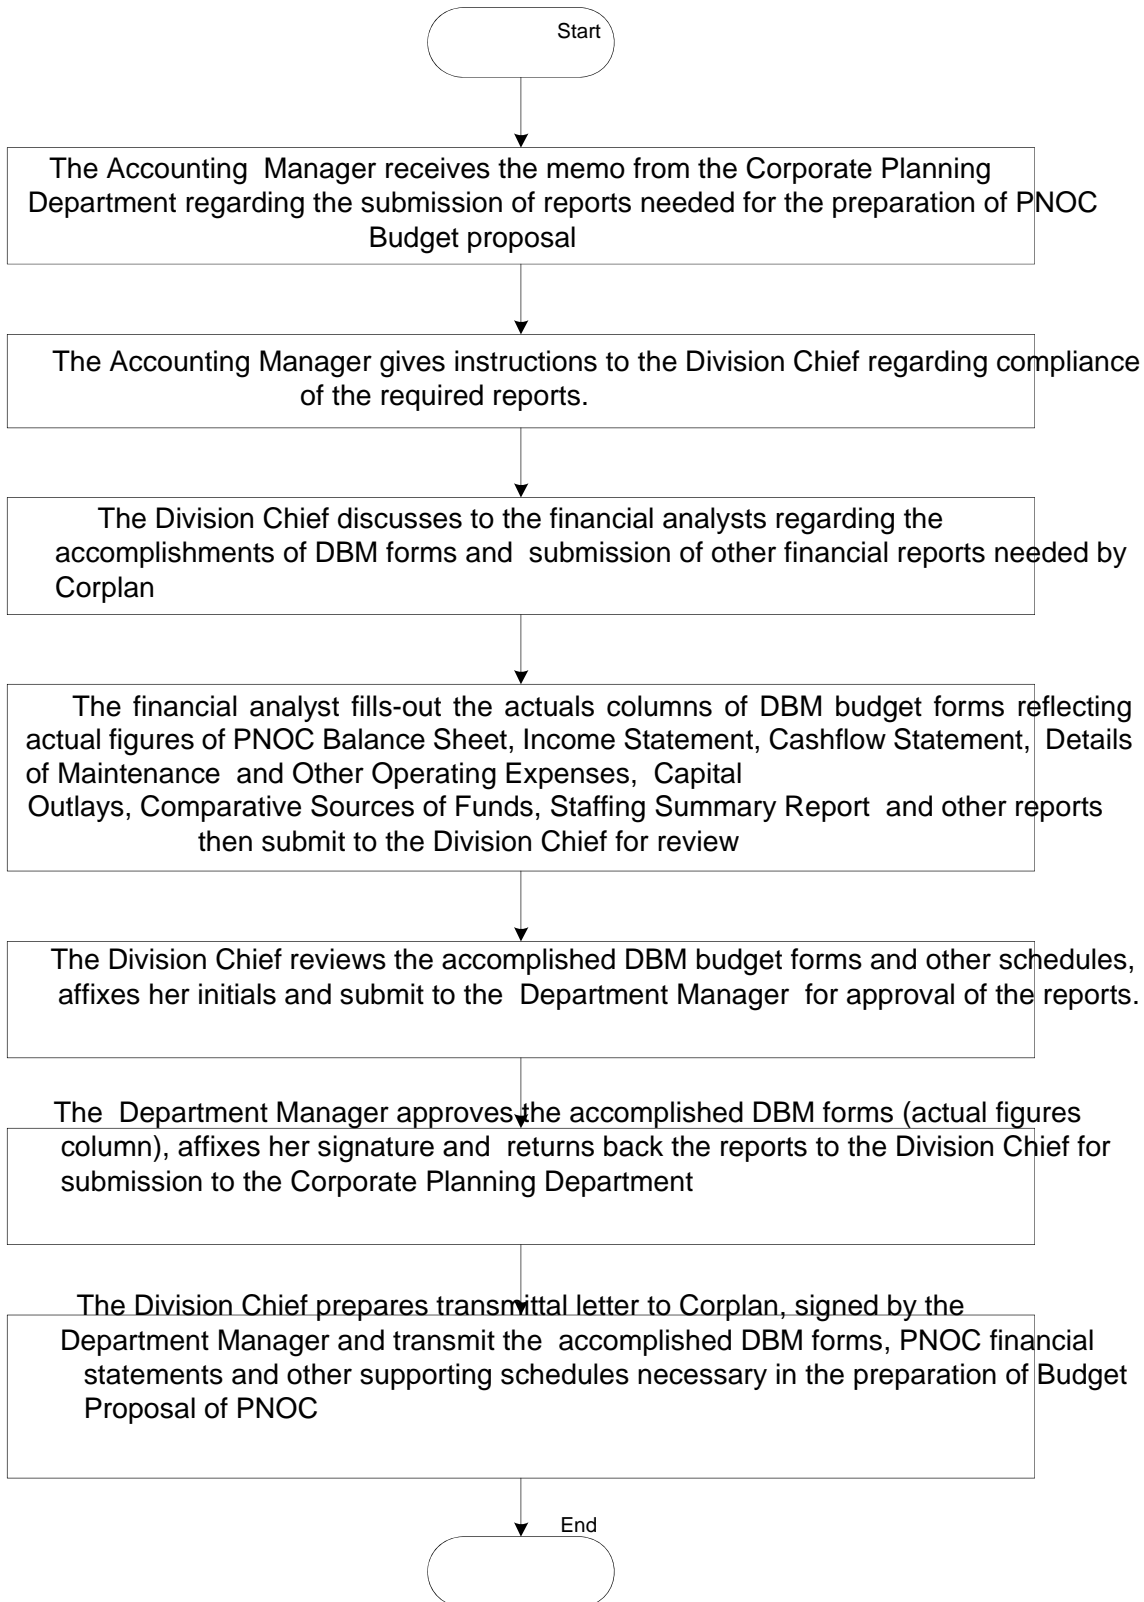 Start
The Accounting  Manager receives the memo from the Corporate Planning
Department regarding the submission of reports needed for the preparation of PNOC
Budget proposal
The Accounting Manager gives instructions to the Division Chief regarding compliance
of the required reports.
The Division Chief discusses to the financial analysts regarding the
accomplishments of DBM forms and  submission of other financial reports needed by
Corplan
The financial analyst fills-out the actuals columns of DBM budget forms reflecting
actual figures of PNOC Balance Sheet, Income Statement, Cashflow Statement,  Details
of Maintenance  and Other Operating Expenses,  Capital
Outlays, Comparative Sources of Funds, Staffing Summary Report  and other reports
then submit to the Division Chief for review
The Division Chief reviews the accomplished DBM budget forms and other schedules,
affixes her initials and submit to the  Department Manager  for approval of the reports.
The  Department Manager approves the accomplished DBM forms (actual figures
column), affixes her signature and  returns back the reports to the Division Chief for
submission to the Corporate Planning Department
The Division Chief prepares transmittal letter to Corplan, signed by the
Department Manager and transmit the  accomplished DBM forms, PNOC financial
statements and other supporting schedules necessary in the preparation of Budget
Proposal of PNOC
End